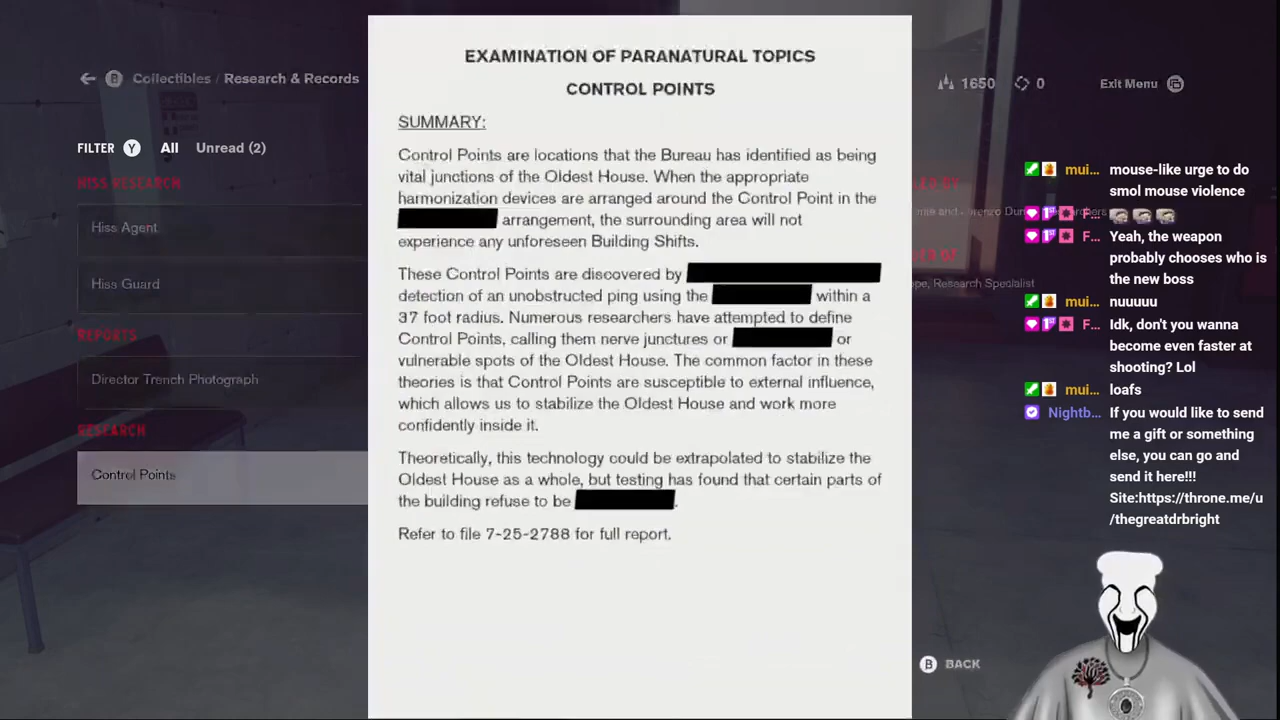 EXAMINATION OF PARANATURAL TOPICS
CONTROL POINTS
SUMMARY:
Control Points are locations that the Bureau has identified as being
vital junctions of the Oldest House. When the appropriate
harmonization devices are arranged around the Control Point in the
arrangement, the surrounding area will not
experience any unforeseen Building Shifts.
These Control Points are discovered by
detection of an unobstructed ping using the within a
37 foot radius. Numerous researchers have attempted to define
Control Points, calling them nerve junctures or or
vulnerable spots of the Oldest House. The common factor in these
theories is that Control Points are susceptible to external influence,
which allows us to stabilize the Oldest House and work more
confidently inside it.
Theoretically, this technology could be extrapolated to stabilize the
Oldest House as a whole, but testing has found that certain parts of
the building refuse to be .
Refer to file 7-25-2788 for full report.
B Collectibles / Research & Records
FILTER Y All Unread (2)
HISS RESEARCH
Hiss Agent
Hiss Guard
REPORTS
Director Trench Photograph
RESEARCH
Control Points
1650 0 Exit Menu
Research Specialist
B BACK
mui... mouse-like urge to do
smol mouse violence
F...
F... Yeah, the weapon
probably chooses who is
the new boss
mui... nuuuuu
F... Idk, don't you wanna
become even faster at
shooting? Lol
mui... loafs
Nightb... If you would like to send
me a gift or something
else, you can go and
send it here!!!
Site:https://throne.me/u
/thegreatdrbright